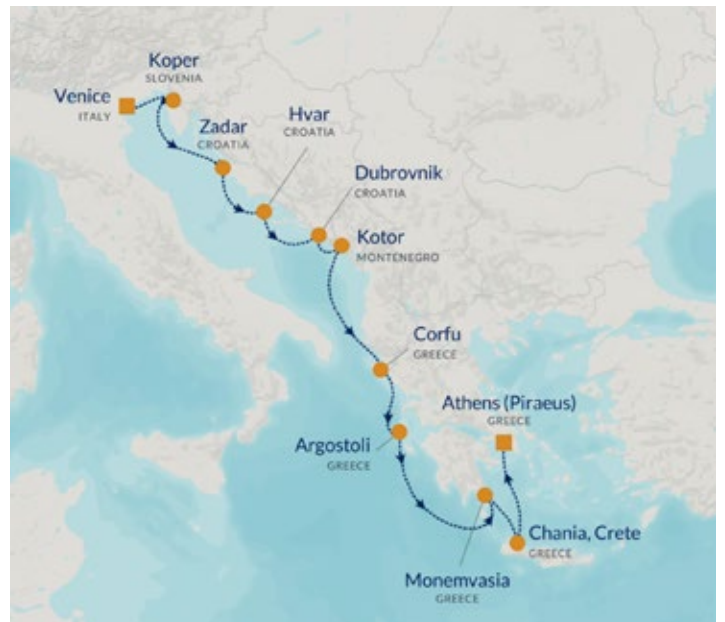 Koper
SLOVENIA
Venice
ITALY
Hvar
CROATIA
Zadar
CROATIA
Dubrovnik
CROATIA
Kotor
MONTENEGRO
Corfu
GREECE
Athens (Piraeus)
GREECE
Argostoli
GREECE
Chania, Crete
GREECE
Monemvasia
GREECE